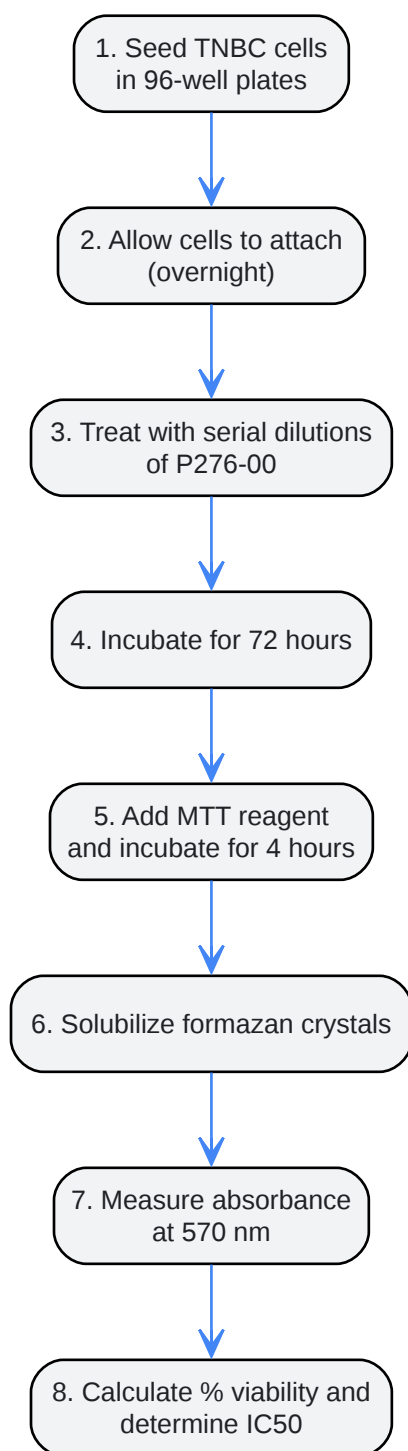 1. Seed TNBC cells
in 96-well plates
2. Allow cells to attach
(overnight)
3. Treat with serial dilutions
of P276-00
4. Incubate for 72 hours
5. Add MTT reagent
and incubate for 4 hours
6. Solubilize formazan crystals
7. Measure absorbance
at 570 nm
8. Calculate % viability and
determine IC50